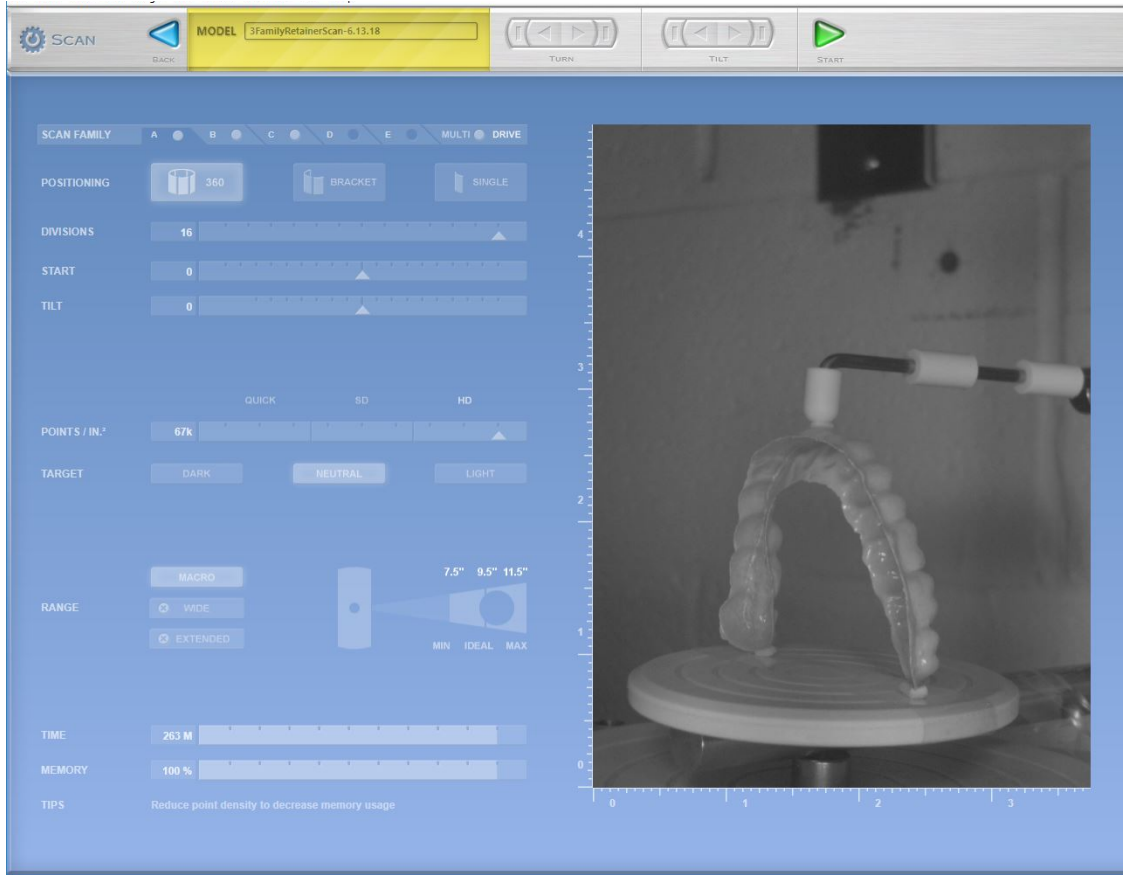 SCAN
BACK
MODEL 3FamilyRetainerScan-6.13.18
TURN
TILT
START
SCAN FAMILY A B C D E MULTI DRIVE
POSITIONING 360 BRACKET SINGLE
DIVISIONS 16
START 0
TILT 0
QUICK SD HD
POINTS / IN.² 67k
TARGET DARK NEUTRAL LIGHT
RANGE
MACRO
WIDE
EXTENDED
7.5" 9.5" 11.5"
MIN IDEAL MAX
TIME 263 M
MEMORY 100 %
TIPS Reduce point density to decrease memory usage
4
3
2
1
0
0 1 2 3